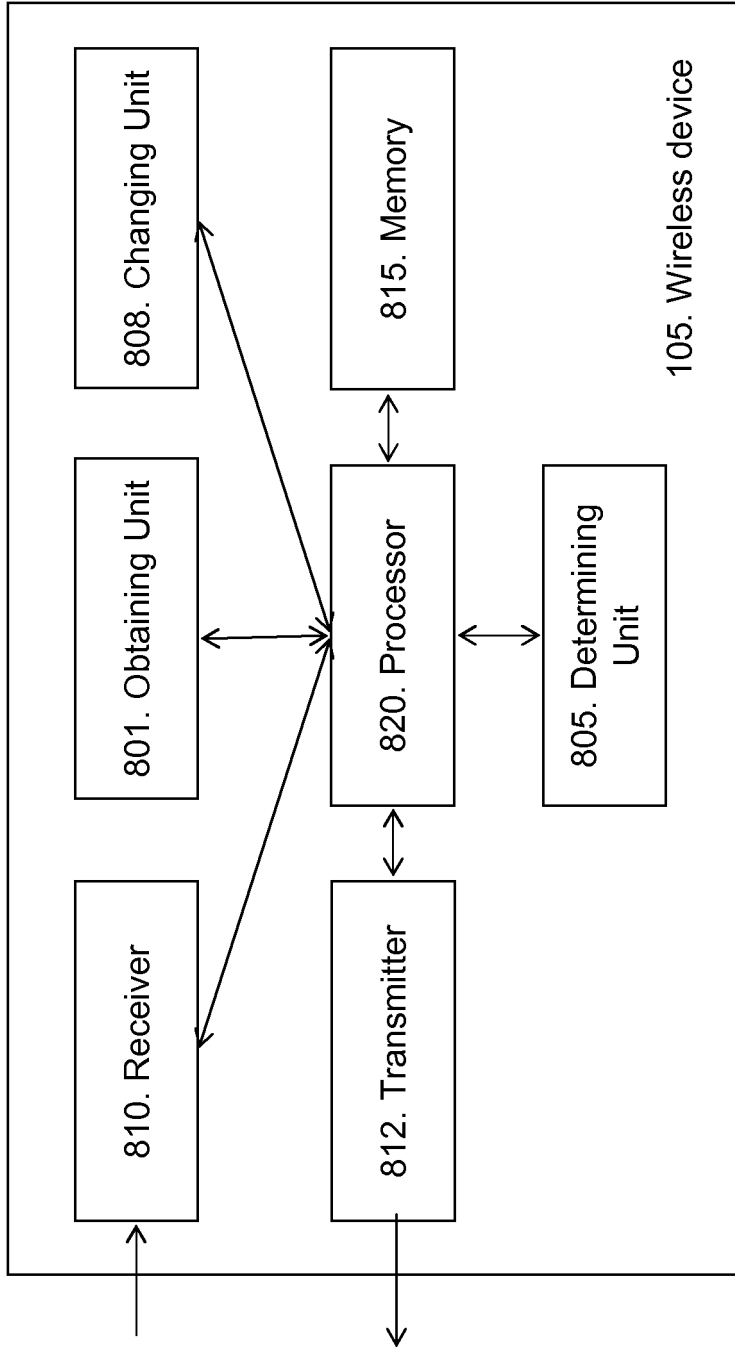 810. Receiver
801. Obtaining Unit
808. Changing Unit
812. Transmitter
820. Processor
815. Memory
805. Determining
Unit
105. Wireless device